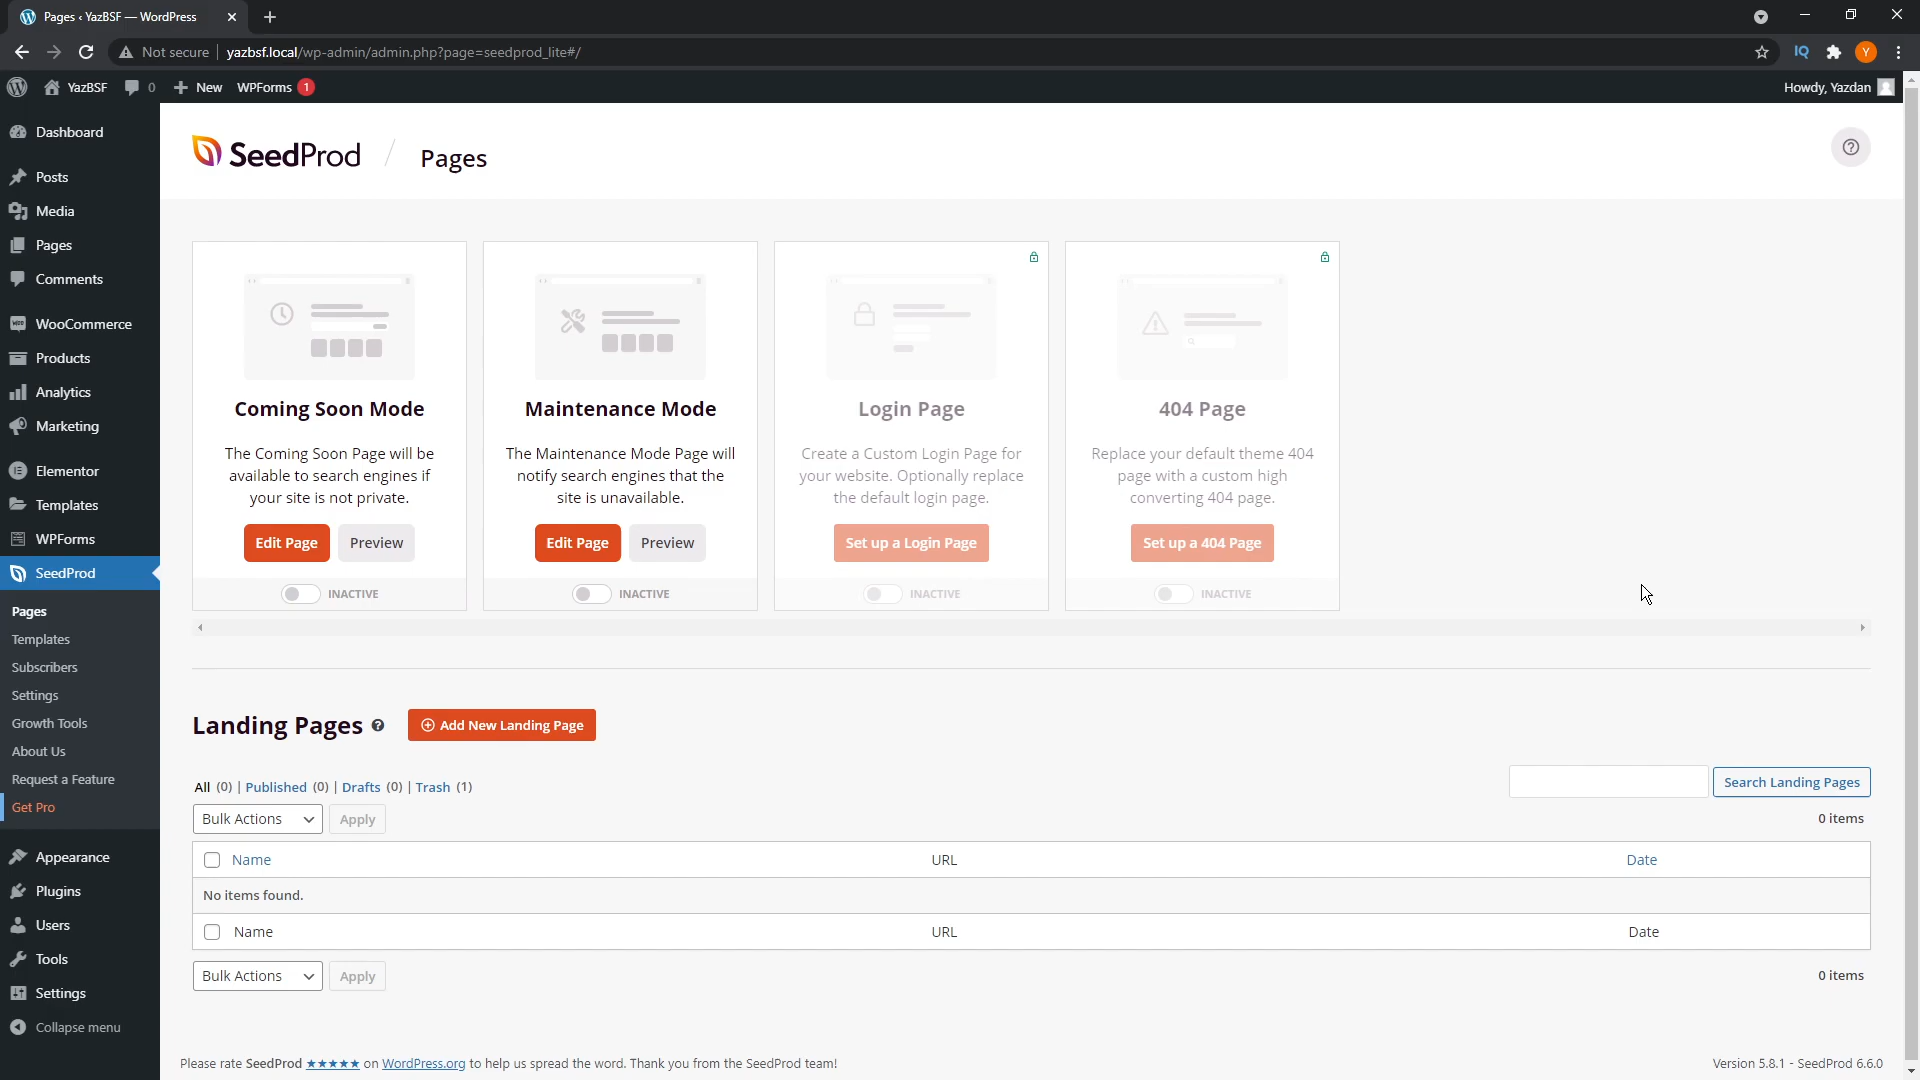 Pages ‹ YazBSF — WordPress
Not secure | yazbsf.local/wp-admin/admin.php?page=seedprod_lite#/
IQ
Y
YazBSF 0 New WPForms 1
Howdy, Yazdan
Dashboard
Posts
Media
Pages
Comments
WooCommerce
Products
Analytics
Marketing
Elementor
Templates
WPForms
SeedProd
Pages
Templates
Subscribers
Settings
Growth Tools
About Us
Request a Feature
Get Pro
Appearance
Plugins
Users
Tools
Settings
Collapse menu
SeedProd / Pages
Coming Soon Mode
The Coming Soon Page will be
available to search engines if
your site is not private.
Edit Page Preview
INACTIVE
Maintenance Mode
The Maintenance Mode Page will
notify search engines that the
site is unavailable.
Edit Page Preview
INACTIVE
Login Page
Create a Custom Login Page for
your website. Optionally replace
the default login page.
Set up a Login Page
INACTIVE
404 Page
Replace your default theme 404
page with a custom high
converting 404 page.
Set up a 404 Page
INACTIVE
Landing Pages Add New Landing Page
All (0) | Published (0) | Drafts (0) | Trash (1)
Search Landing Pages
Bulk Actions Apply
0 items
Name URL Date
No items found.
Name URL Date
Bulk Actions Apply
0 items
Please rate SeedProd ★★★★★ on WordPress.org to help us spread the word. Thank you from the SeedProd team!
Version 5.8.1 - SeedProd 6.6.0